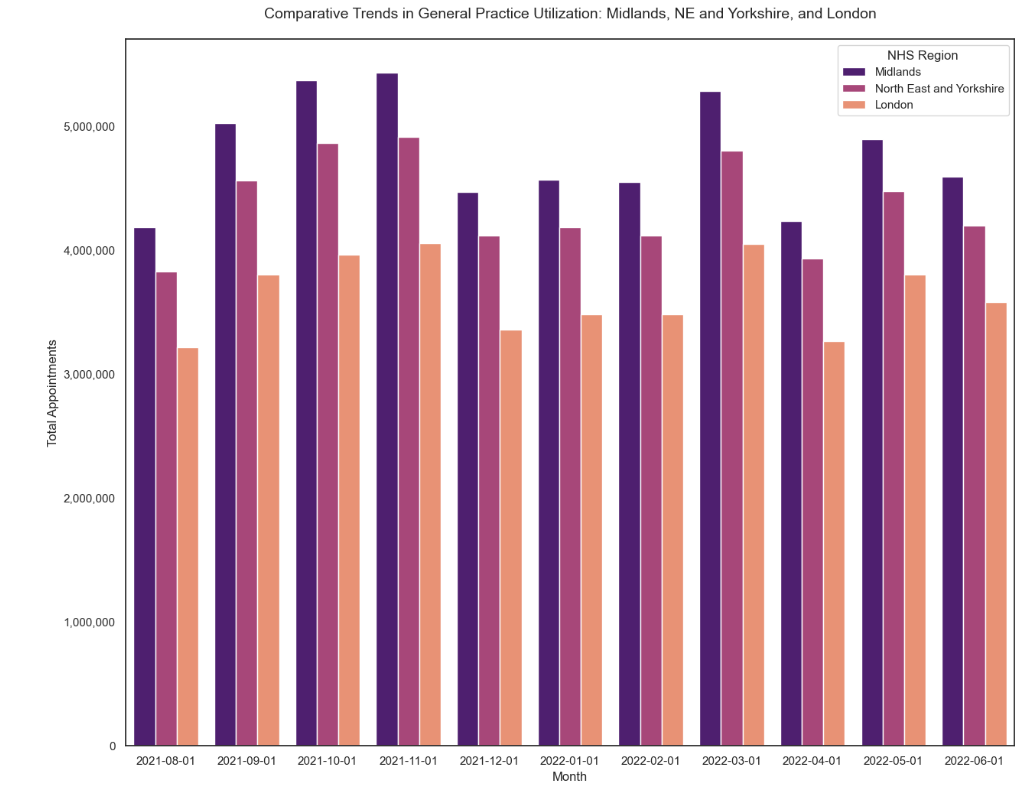 Comparative Trends in General Practice Utilization: Midlands, NE and Yorkshire, and London
NHS Region
Midlands
North East and Yorkshire
London
Total Appointments
5,000,000
4,000,000
3,000,000
2,000,000
1,000,000
0
2021-08-01 2021-09-01 2021-10-01 2021-11-01 2021-12-01 2022-01-01 2022-02-01 2022-03-01 2022-04-01 2022-05-01 2022-06-01
Month